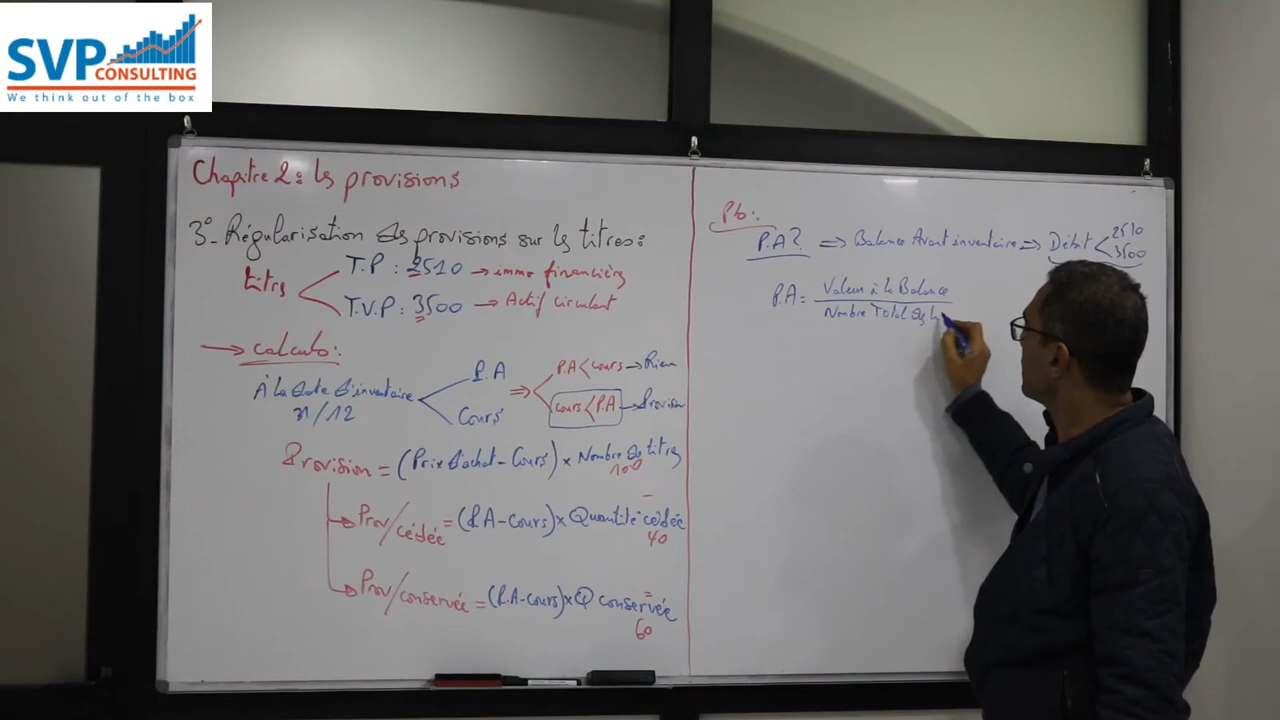 SVP
CONSULTING
We think out of the box
Chapitre 2: les provisions
3°- Régularisation des provisions sur les titres:
titres
T.P : 2510 → immo financières
T.V.P : 3500 → Actif circulant
→ calculs:
À la date d'inventaire
n/12
P.A
Cours
⇒
P.A < cours → Rien
cours < P.A → Provision
Provision = (Prix d'achat - Cours) × Nombre de titres
100
Prov/cédée = (P.A - cours) × Quantité cédée
40
Prov/conservée = (P.A - cours) × Q conservée
60
Pb:
P.A? ⇒ Balance Avant inventaire ⇒ Débit < 2510
3500
P.A = Valeur à la Balance
Nombre Total des